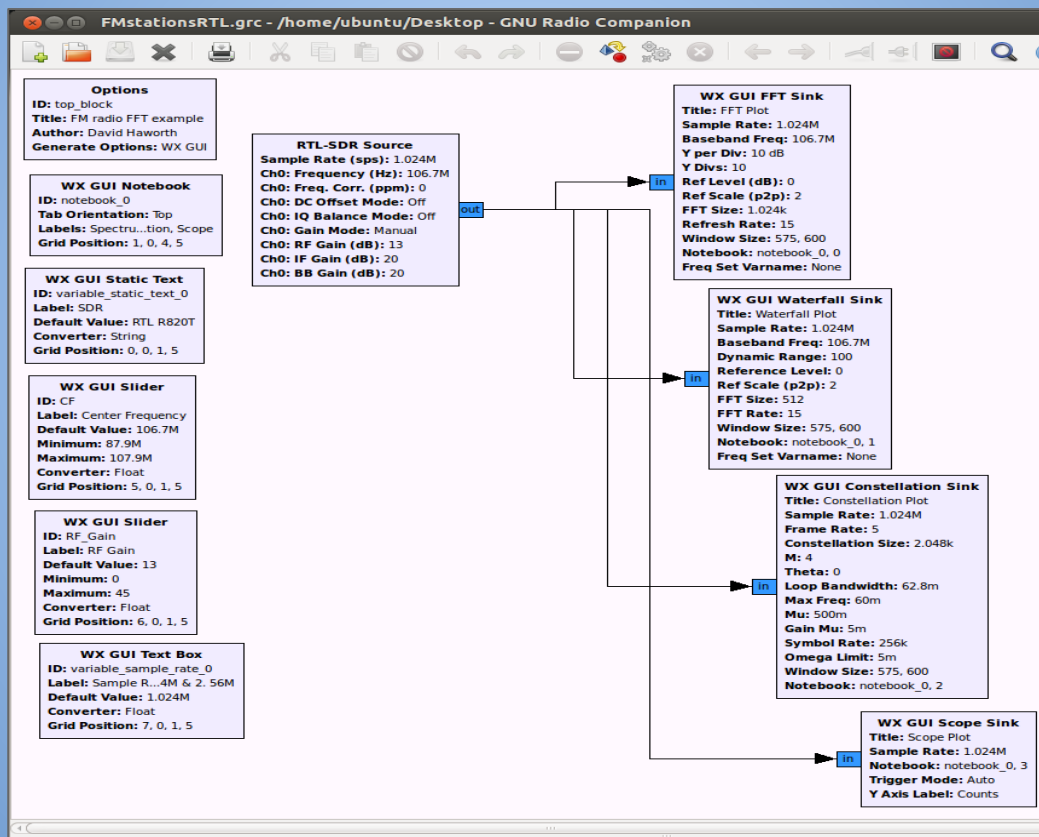 FMstationsRTL.grc - /home/ubuntu/Desktop - GNU Radio Companion
Options
ID: top_block
Title: FM radio FFT example
Author: David Haworth
Generate Options: WX GUI
WX GUI Notebook
ID: notebook_0
Tab Orientation: Top
Labels: Spectru...tion, Scope
Grid Position: 1, 0, 4, 5
WX GUI Static Text
ID: variable_static_text_0
Label: SDR
Default Value: RTL R820T
Converter: String
Grid Position: 0, 0, 1, 5
WX GUI Slider
ID: CF
Label: Center Frequency
Default Value: 106.7M
Minimum: 87.9M
Maximum: 107.9M
Converter: Float
Grid Position: 5, 0, 1, 5
WX GUI Slider
ID: RF_Gain
Label: RF Gain
Default Value: 13
Minimum: 0
Maximum: 45
Converter: Float
Grid Position: 6, 0, 1, 5
WX GUI Text Box
ID: variable_sample_rate_0
Label: Sample R...4M & 2. 56M
Default Value: 1.024M
Converter: Float
Grid Position: 7, 0, 1, 5
RTL-SDR Source
Sample Rate (sps): 1.024M
Ch0: Frequency (Hz): 106.7M
Ch0: Freq. Corr. (ppm): 0
Ch0: DC Offset Mode: Off
Ch0: IQ Balance Mode: Off
Ch0: Gain Mode: Manual
Ch0: RF Gain (dB): 13
Ch0: IF Gain (dB): 20
Ch0: BB Gain (dB): 20
out
in
WX GUI FFT Sink
Title: FFT Plot
Sample Rate: 1.024M
Baseband Freq: 106.7M
Y per Div: 10 dB
Y Divs: 10
Ref Level (dB): 0
Ref Scale (p2p): 2
FFT Size: 1.024k
Refresh Rate: 15
Window Size: 575, 600
Notebook: notebook_0, 0
Freq Set Varname: None
in
WX GUI Waterfall Sink
Title: Waterfall Plot
Sample Rate: 1.024M
Baseband Freq: 106.7M
Dynamic Range: 100
Reference Level: 0
Ref Scale (p2p): 2
FFT Size: 512
FFT Rate: 15
Window Size: 575, 600
Notebook: notebook_0, 1
Freq Set Varname: None
in
WX GUI Constellation Sink
Title: Constellation Plot
Sample Rate: 1.024M
Frame Rate: 5
Constellation Size: 2.048k
M: 4
Theta: 0
Loop Bandwidth: 62.8m
Max Freq: 60m
Mu: 500m
Gain Mu: 5m
Symbol Rate: 256k
Omega Limit: 5m
Window Size: 575, 600
Notebook: notebook_0, 2
in
WX GUI Scope Sink
Title: Scope Plot
Sample Rate: 1.024M
Notebook: notebook_0, 3
Trigger Mode: Auto
Y Axis Label: Counts